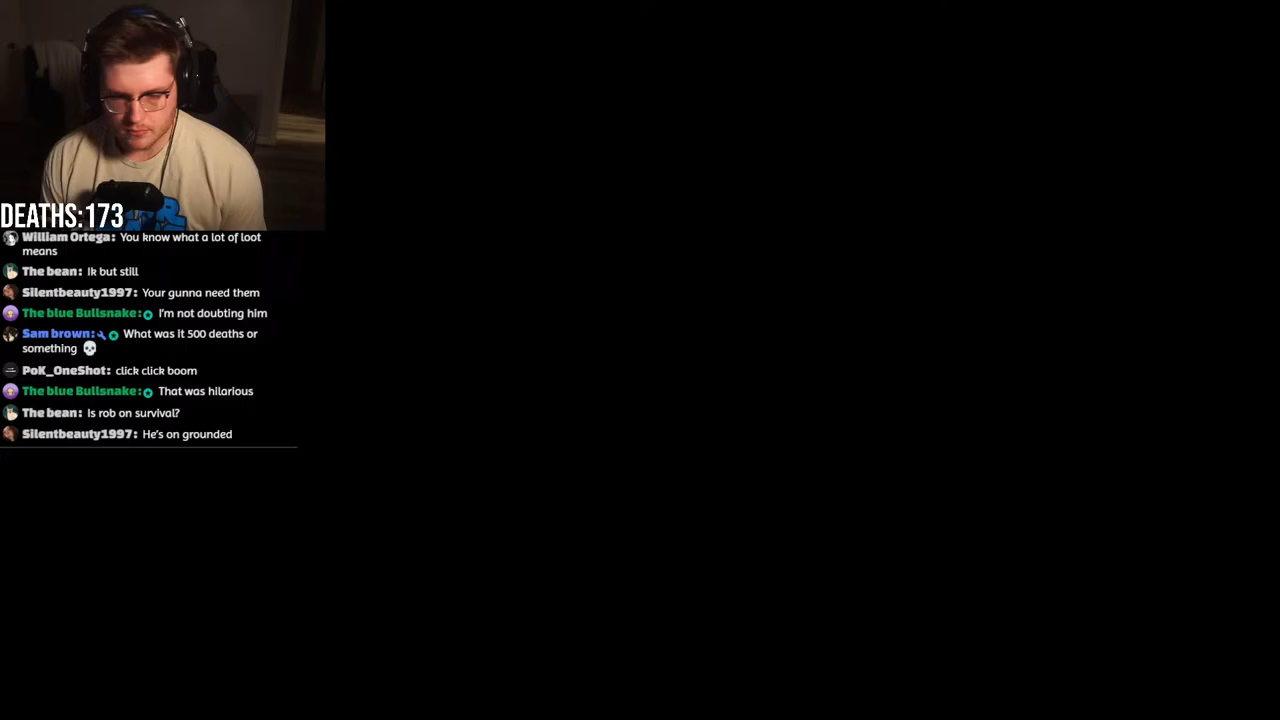 DEATHS:173
William Ortega: You know what a lot of loot
means
The bean: Ik but still
Silentbeauty1997: Your gunna need them
The blue Bullsnake: I'm not doubting him
Sam brown: What was it 500 deaths or
something 💀
PoK_OneShot: click click boom
The blue Bullsnake: That was hilarious
The bean: Is rob on survival?
Silentbeauty1997: He's on grounded